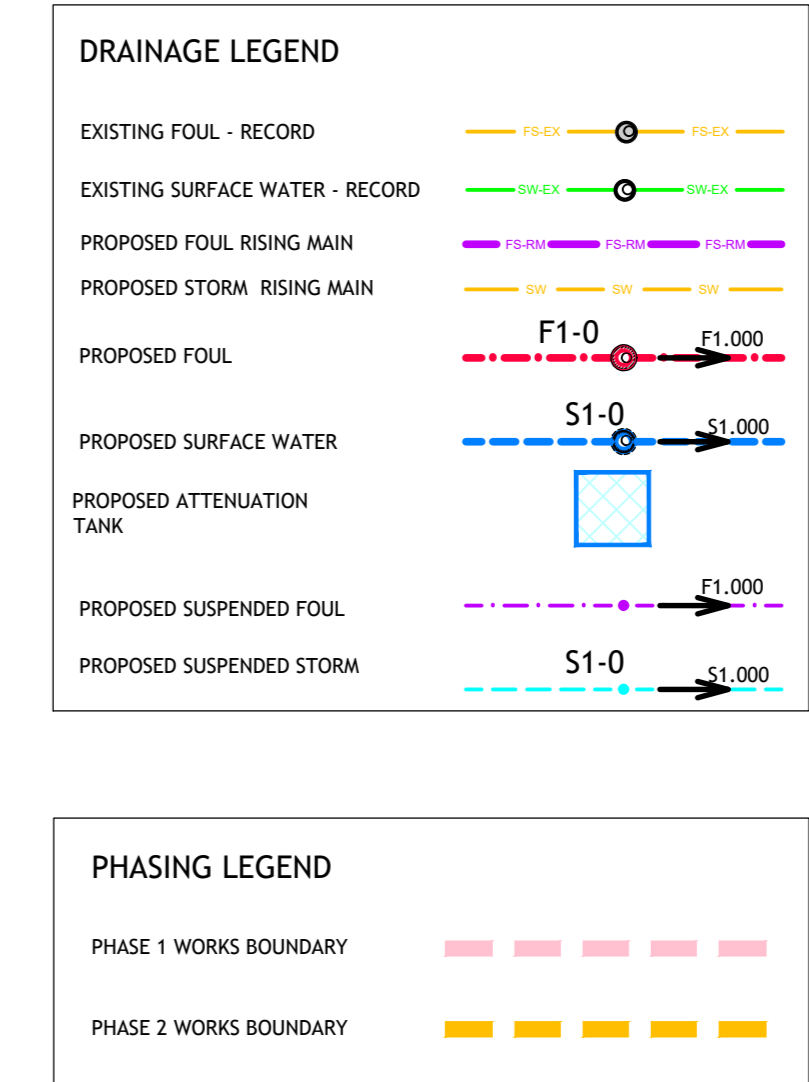 DRAINAGE LEGEND
EXISTING FOUL - RECORD FS-EX FS-EX
EXISTING SURFACE WATER - RECORD SW-EX SW-EX
PROPOSED FOUL RISING MAIN FS-RM FS-RM FS-RM
PROPOSED STORM RISING MAIN SW SW SW
F1-0 F1.000
PROPOSED FOUL
S1-0 S1.000
PROPOSED SURFACE WATER
PROPOSED ATTENUATION
TANK
F1.000
PROPOSED SUSPENDED FOUL
PROPOSED SUSPENDED STORM S1-0 S1.000
PHASING LEGEND
PHASE 1 WORKS BOUNDARY
PHASE 2 WORKS BOUNDARY